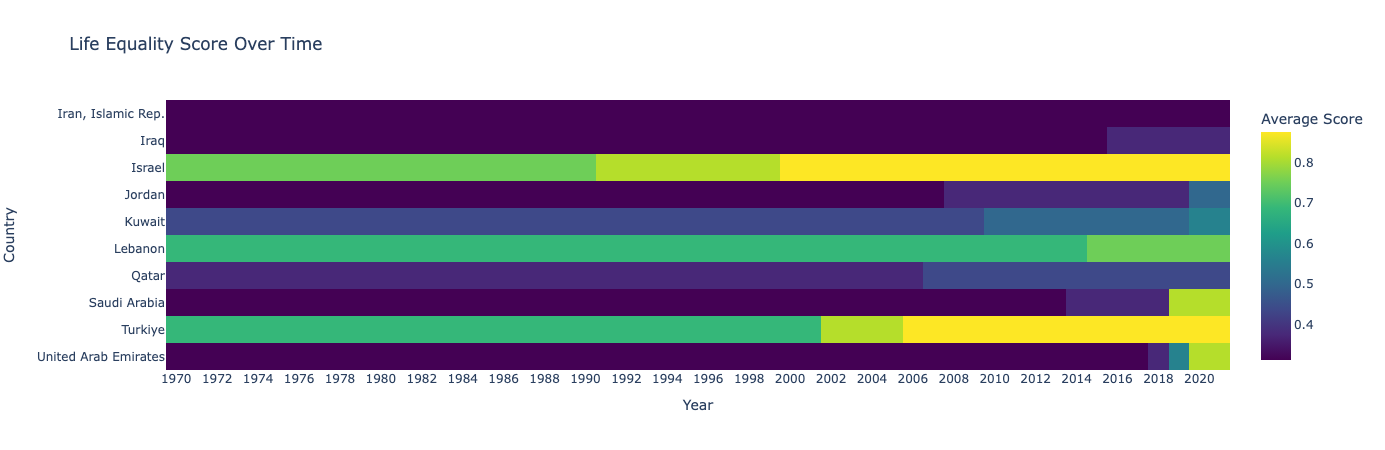 Life Equality Score Over Time
Country
Iran, Islamic Rep.
Iraq
Israel
Jordan
Kuwait
Lebanon
Qatar
Saudi Arabia
Turkiye
United Arab Emirates
1970 1972 1974 1976 1978 1980 1982 1984 1986 1988 1990 1992 1994 1996 1998 2000 2002 2004 2006 2008 2010 2012 2014 2016 2018 2020
Year
Average Score
0.8
0.7
0.6
0.5
0.4